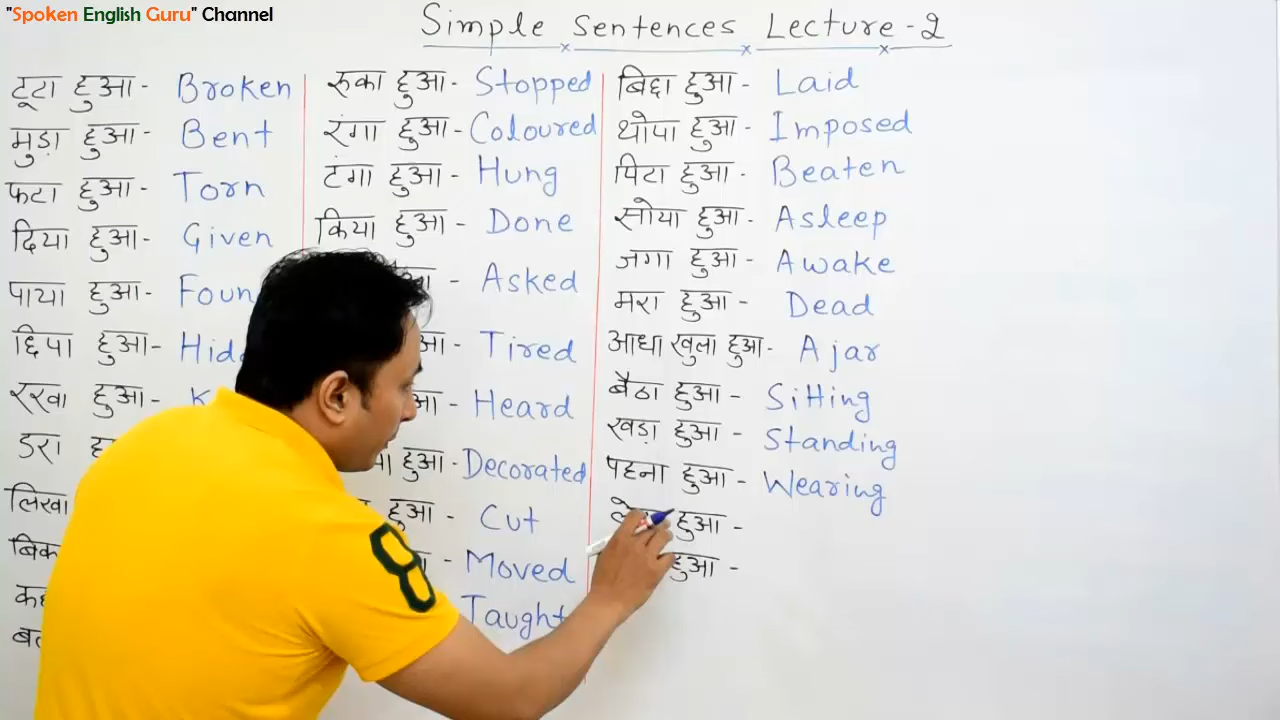 "Spoken English Guru" Channel
Simple Sentences Lecture - 2
टूटा हुआ - Broken
मुड़ा हुआ - Bent
फटा हुआ - Torn
दिया हुआ - Given
पाया हुआ -
छिपा हुआ -
रखा हुआ -
डरा
लिखा
रुका हुआ - Stopped
रंगा हुआ - Coloured
टंगा हुआ - Hung
किया हुआ - Done
Asked
Tired
Heard
हुआ - Decorated
हुआ - Cut
Moved
Taught
बिछा हुआ - Laid
थोपा हुआ - Imposed
पिटा हुआ - Beaten
सोया हुआ - Asleep
जगा हुआ - Awake
मरा हुआ - Dead
आधा खुला हुआ - Ajar
बैठा हुआ - Sitting
खड़ा हुआ - Standing
पहना हुआ - Wearing
हुआ -
हुआ -